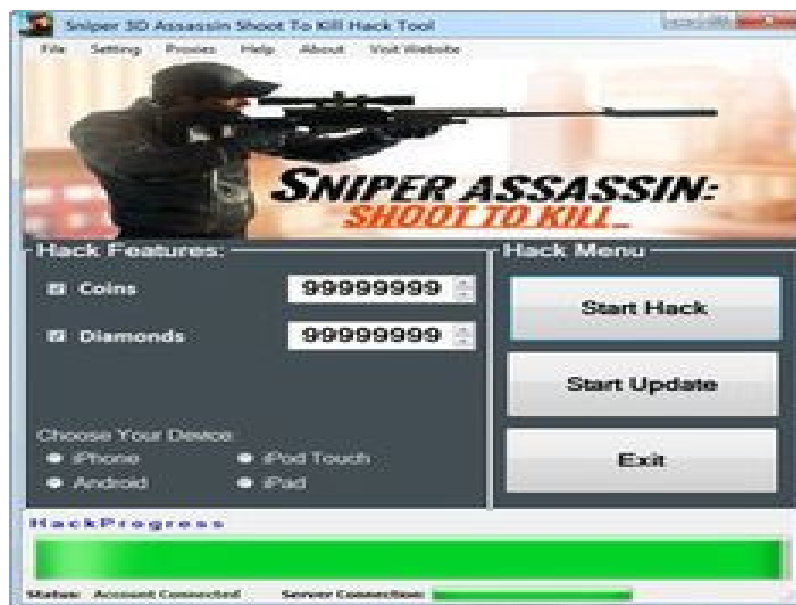 Sniper 3D Assassin Shoot To Kill Hack Tool
File Setting Proxies Help About Visit Website
SNIPER ASSASSIN:
SHOOT TO KILL
Hack Features:
Coins 99999999
Diamonds 99999999
Choose Your Device:
iPhone iPod Touch
Android iPad
Hack Menu
Start Hack
Start Update
Exit
HackProgress
Status: Account Connected Server Connection: